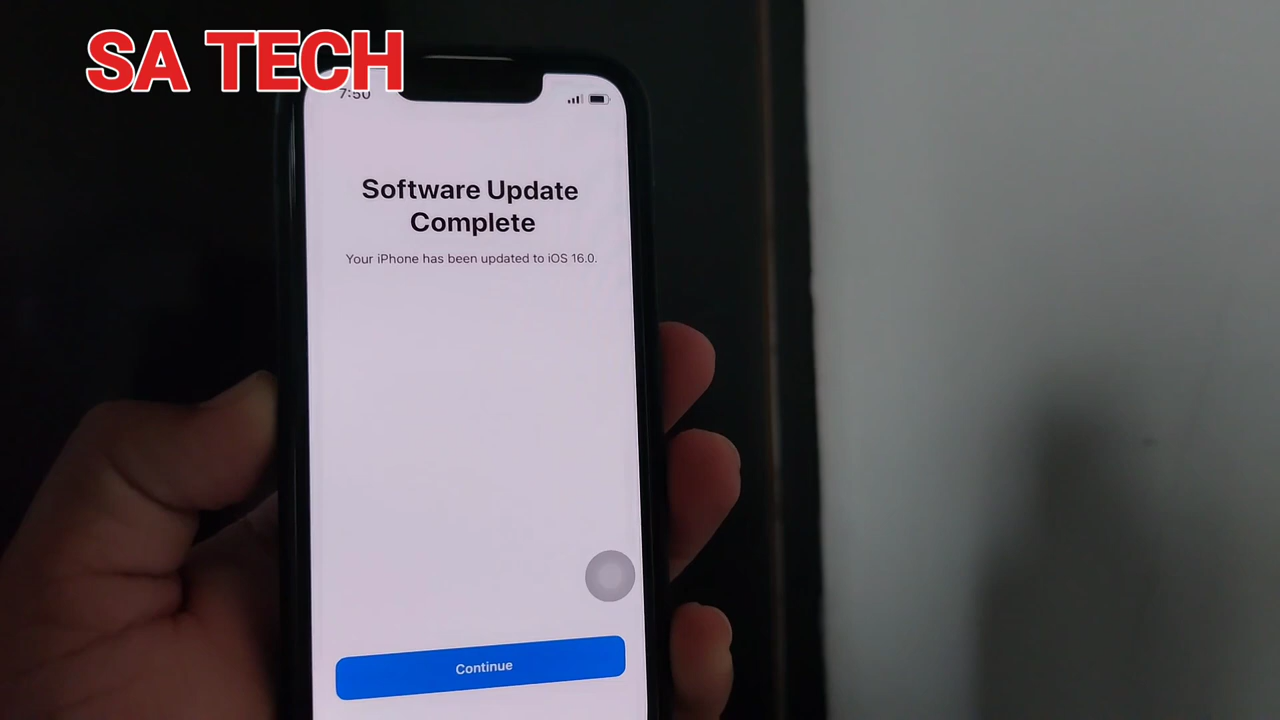 SA TECH
7:50
Software Update
Complete
Your iPhone has been updated to iOS 16.0.
Continue